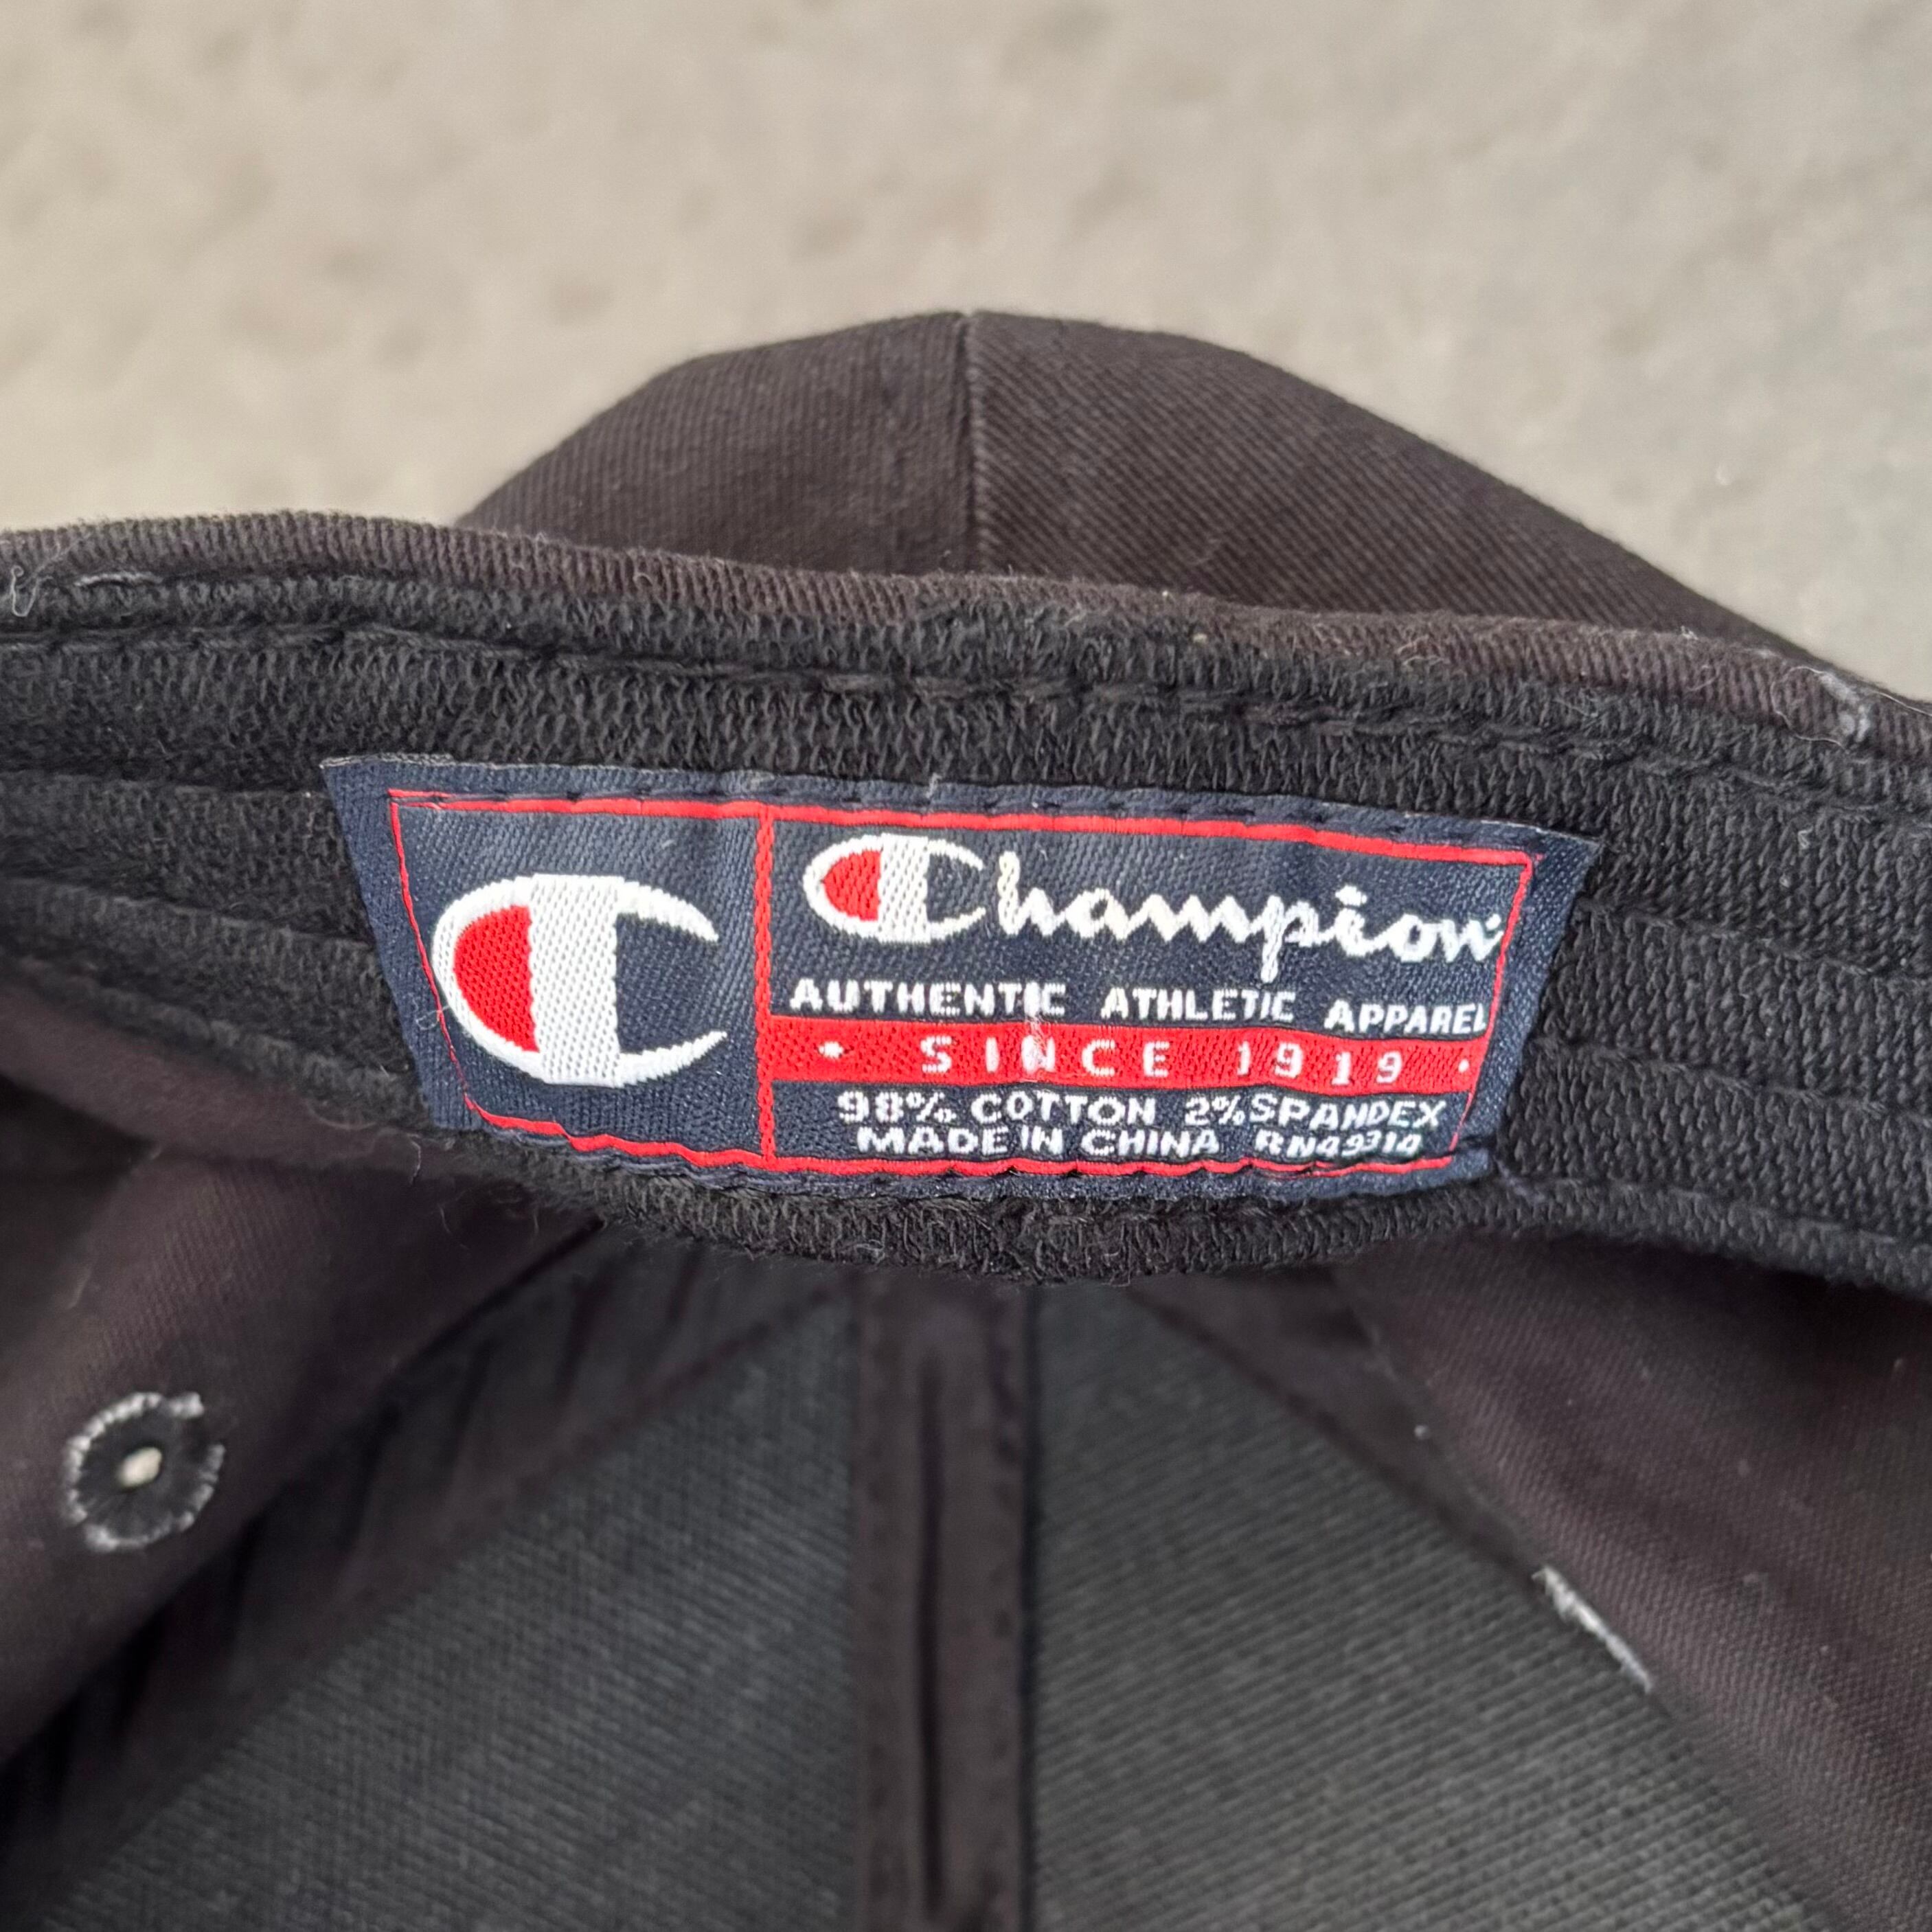 Champion
AUTHENTIC ATHLETIC APPAREL
• SINCE 1919 •
98% COTTON 2% SPANDEX
MADE IN CHINA RN49314